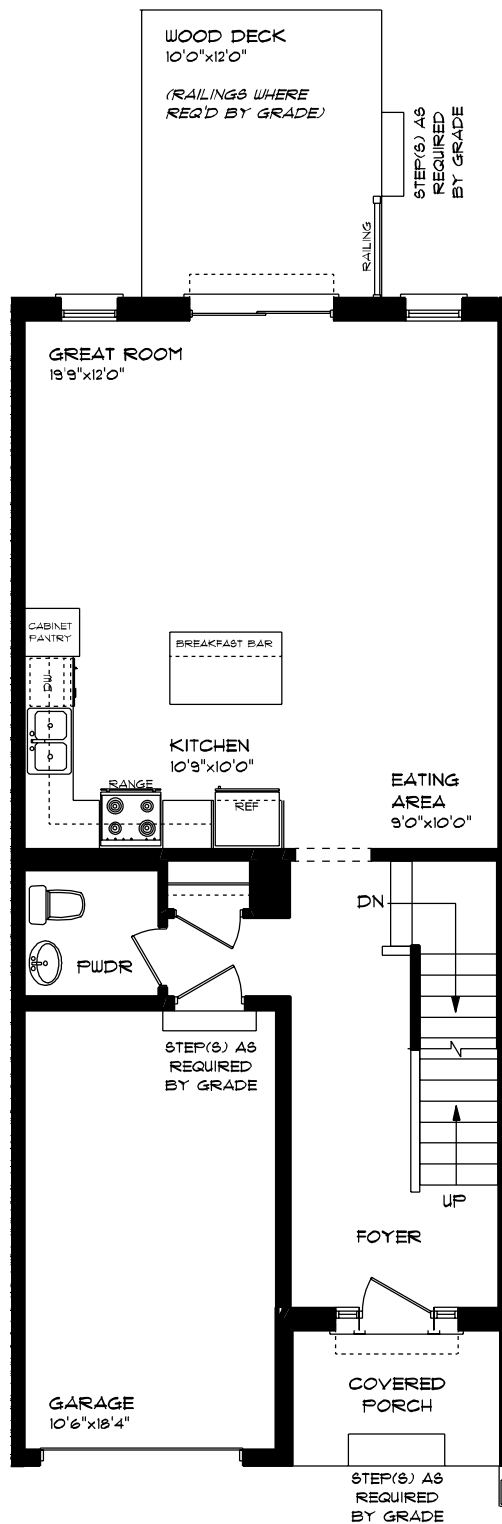 WOOD DECK
10'0"x12'0"
(RAILINGS WHERE
REQ'D BY GRADE)
STEP(S) AS
REQUIRED
BY GRADE
RAILING
GREAT ROOM
19'9"x12'0"
CABINET
PANTRY
BREAKFAST BAR
DW
KITCHEN
10'9"x10'0"
RANGE
REF
EATING
AREA
9'0"x10'0"
DN
PWDR
STEP(S) AS
REQUIRED
BY GRADE
UP
FOYER
COVERED
PORCH
GARAGE
10'6"x18'4"
STEP(S) AS
REQUIRED
BY GRADE